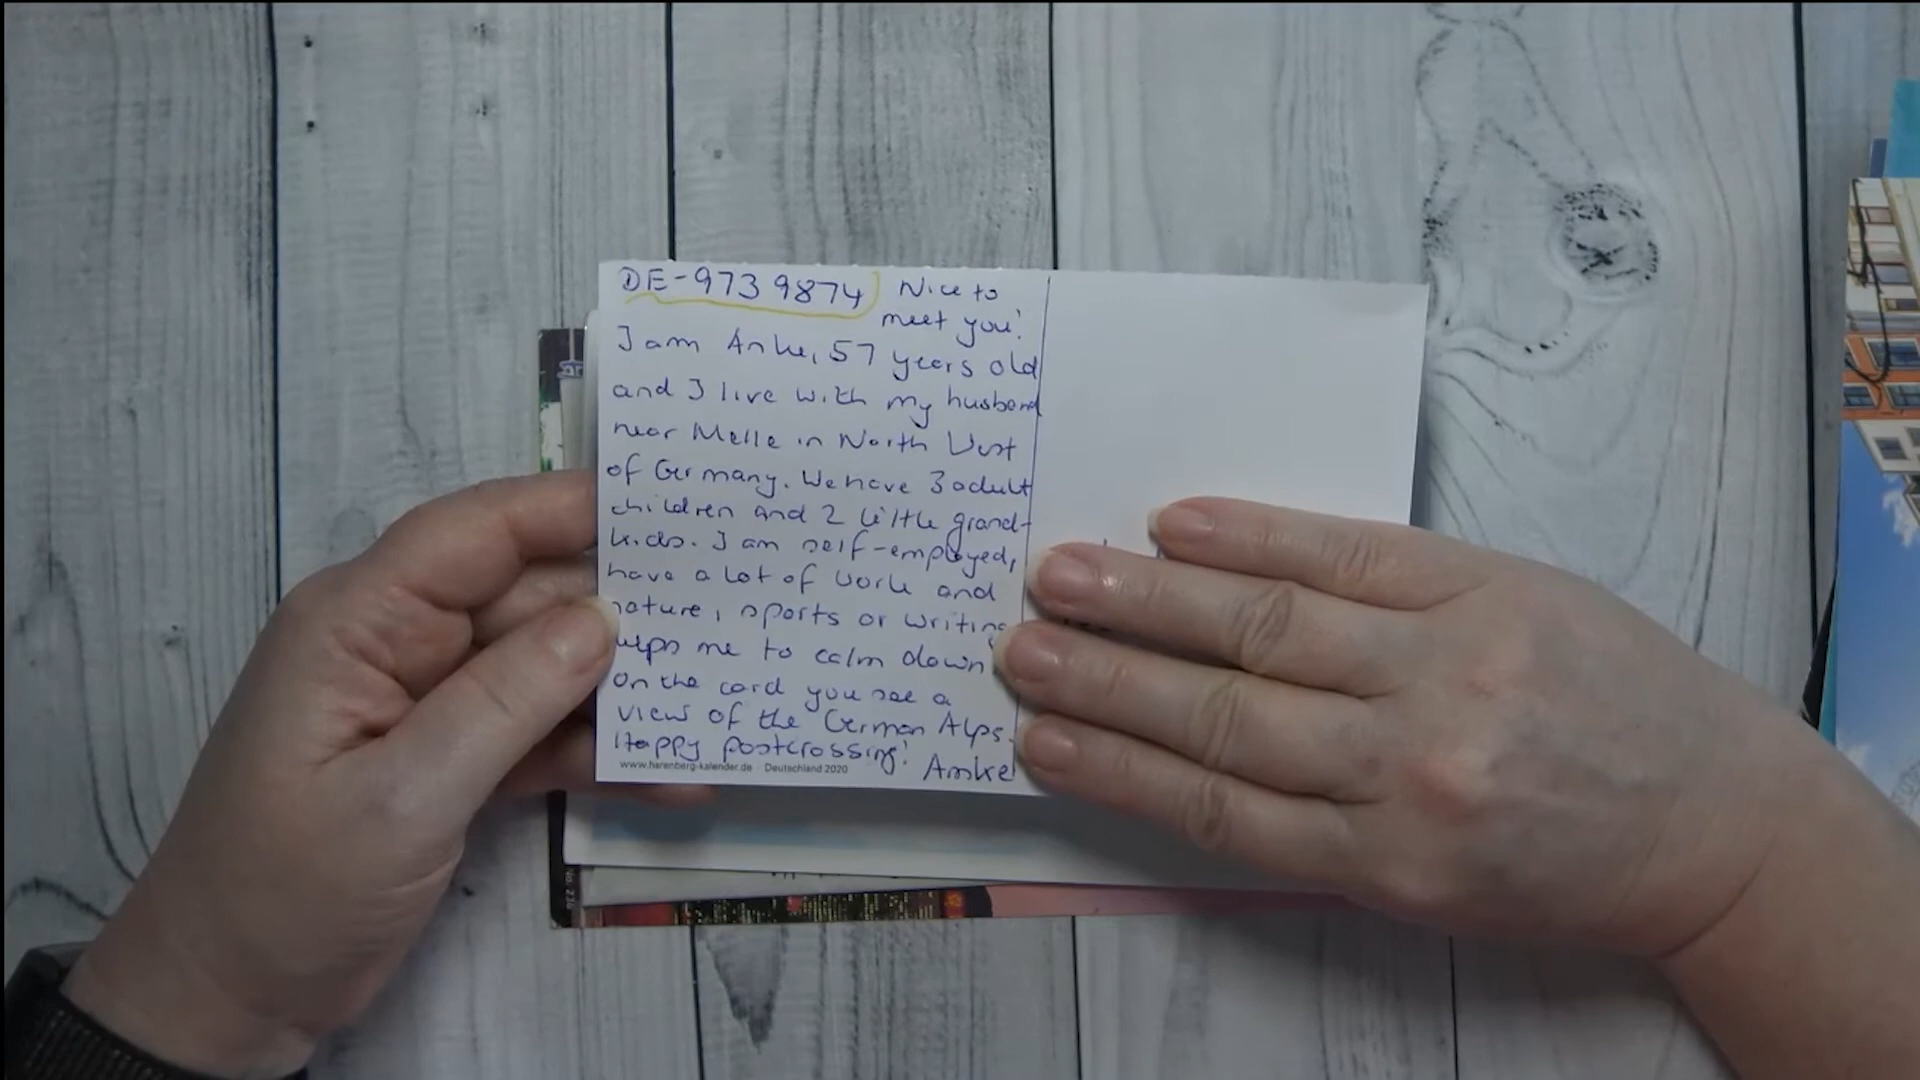 DE-9739874
Nice to
meet you!
I am Anke, 57 years old
and I live with my husband
near Melle in North West
of Germany. We have 3 adult
children and 2 little grand-
kids. I am self-employed,
have a lot of work and
nature, sports or writing
helps me to calm down
on the card you see a
view of the German Alps.
Happy postcrossing! Anke
www.harenberg-kalender.de Deutschland 2020